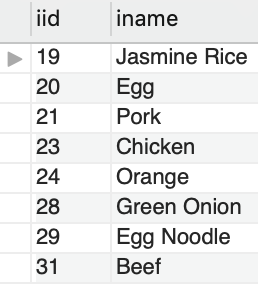 iid iname
19 Jasmine Rice
20 Egg
21 Pork
23 Chicken
24 Orange
28 Green Onion
29 Egg Noodle
31 Beef